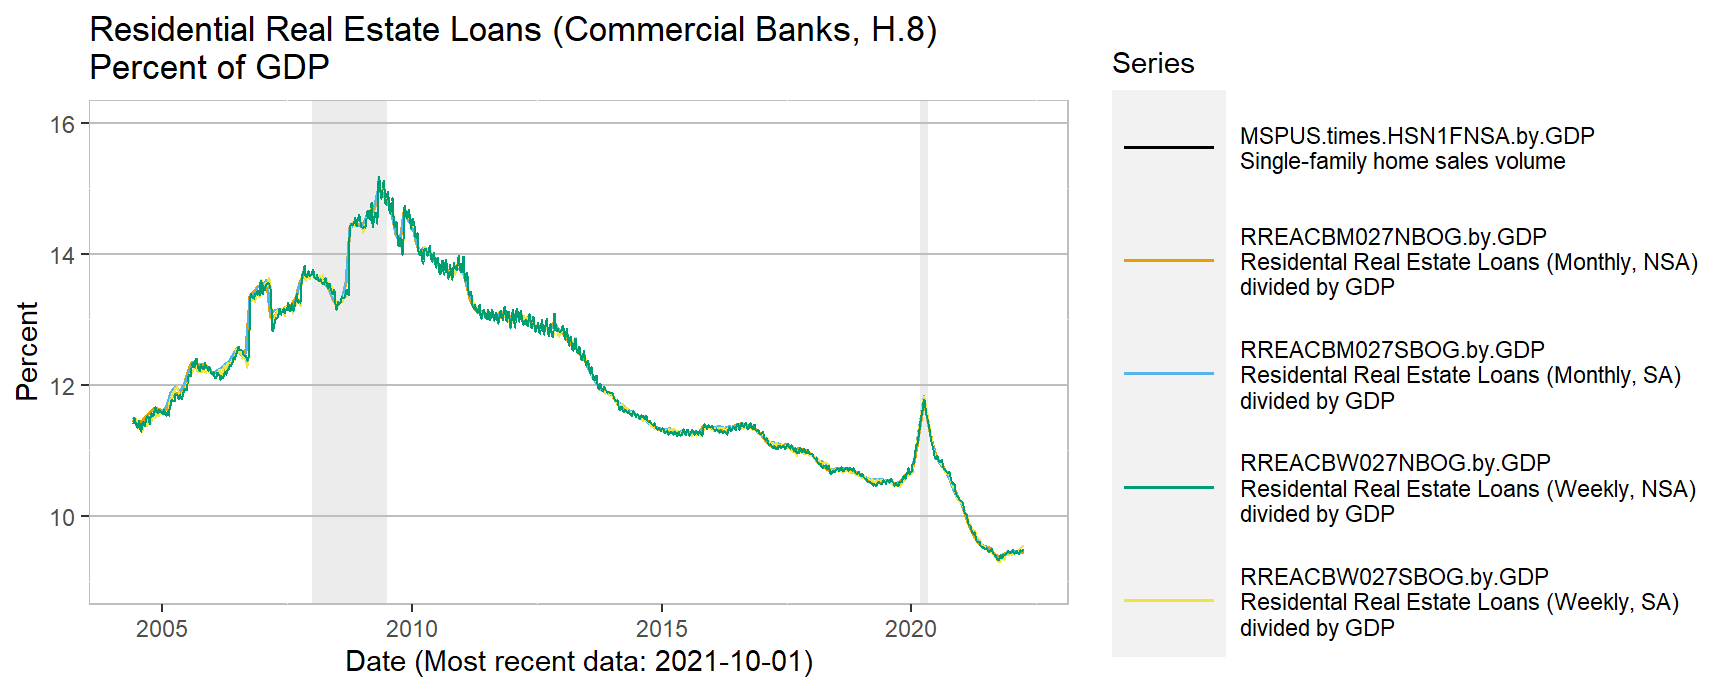 Residential Real Estate Loans (Commercial Banks, H.8)
Percent of GDP
Percent
16
14
12
10
2005
2010
2015
2020
Date (Most recent data: 2021-10-01)
Series
MSPUS.times.HSN1FNSA.by.GDP
Single-family home sales volume
RREACBM027NBOG.by.GDP
Residental Real Estate Loans (Monthly, NSA)
divided by GDP
RREACBM027SBOG.by.GDP
Residental Real Estate Loans (Monthly, SA)
divided by GDP
RREACBW027NBOG.by.GDP
Residental Real Estate Loans (Weekly, NSA)
divided by GDP
RREACBW027SBOG.by.GDP
Residental Real Estate Loans (Weekly, SA)
divided by GDP